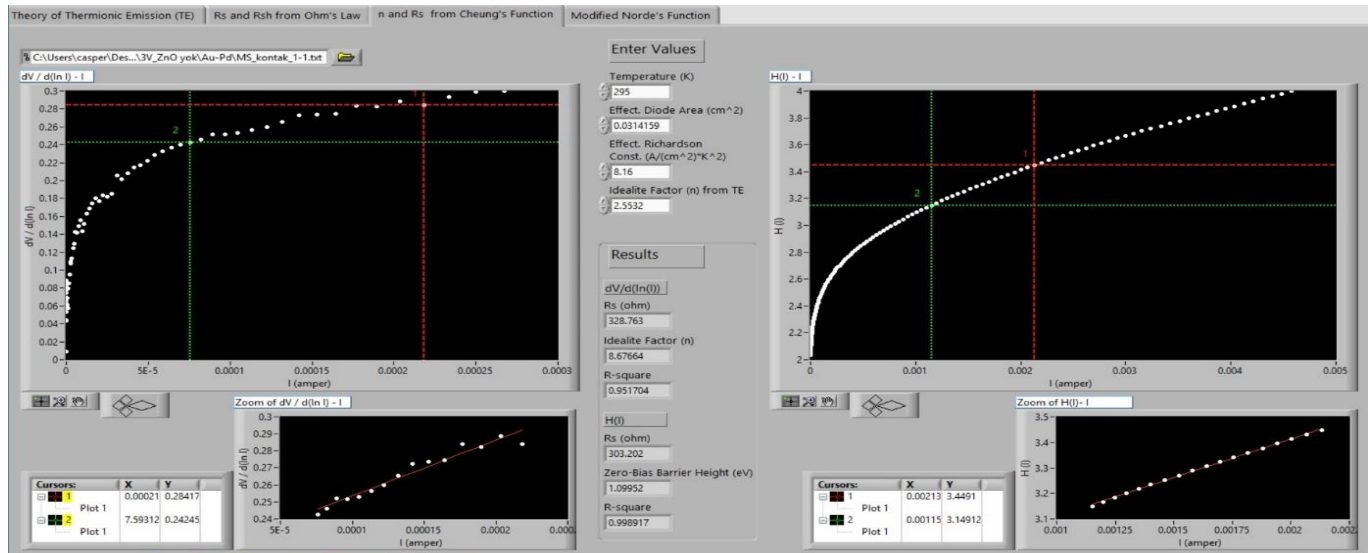 Theory of Thermionic Emission (TE)
Rs and Rsh from Ohm's Law
n and Rs from Cheung's Function
Modified Norde's Function
C:\Users\casper\Des...\3V_ZnO yok\Au-Pd\MS_kontak_1-1.txt
dV / d(ln I) - I
0.3
0.28
0.26
0.24
0.22
0.2
0.18
0.16
0.14
0.12
0.1
0.08
0.06
0.04
0.02
0
dV / d(ln I)
1
2
0
5E-5
0.0001
0.00015
0.0002
0.00025
0.0003
I (amper)
Zoom of dV / d(ln I) - I
0.3
0.29
0.28
0.27
0.26
0.25
0.24
dV / d(ln I)
5E-5
0.0001
0.00015
0.0002
0.00025
I (amper)
Cursors: X Y
1 0.00021 0.28417
Plot 1
2 7.59312 0.24245
Plot 1
Enter Values
Temperature (K)
295
Effect. Diode Area (cm^2)
0.0314159
Effect. Richardson
Const. (A/(cm^2)*K^2)
8.16
Idealite Factor (n) from TE
2.5532
Results
dV/d(ln(I))
Rs (ohm)
328.763
Idealite Factor (n)
8.67664
R-square
0.951704
H(I)
Rs (ohm)
303.202
Zero-Bias Barrier Height (eV)
1.09952
R-square
0.998917
H(I) - I
4
3.8
3.6
3.4
3.2
3
2.8
2.6
2.4
2.2
2
H (I)
1
2
0
0.001
0.002
0.003
0.004
0.005
I (amper)
Zoom of H(I)- I
3.5
3.4
3.3
3.2
3.1
H (I)
0.001
0.00125
0.0015
0.00175
0.002
I (amper)
Cursors: X Y
1 0.00213 3.4491
Plot 1
2 0.00115 3.14912
Plot 1